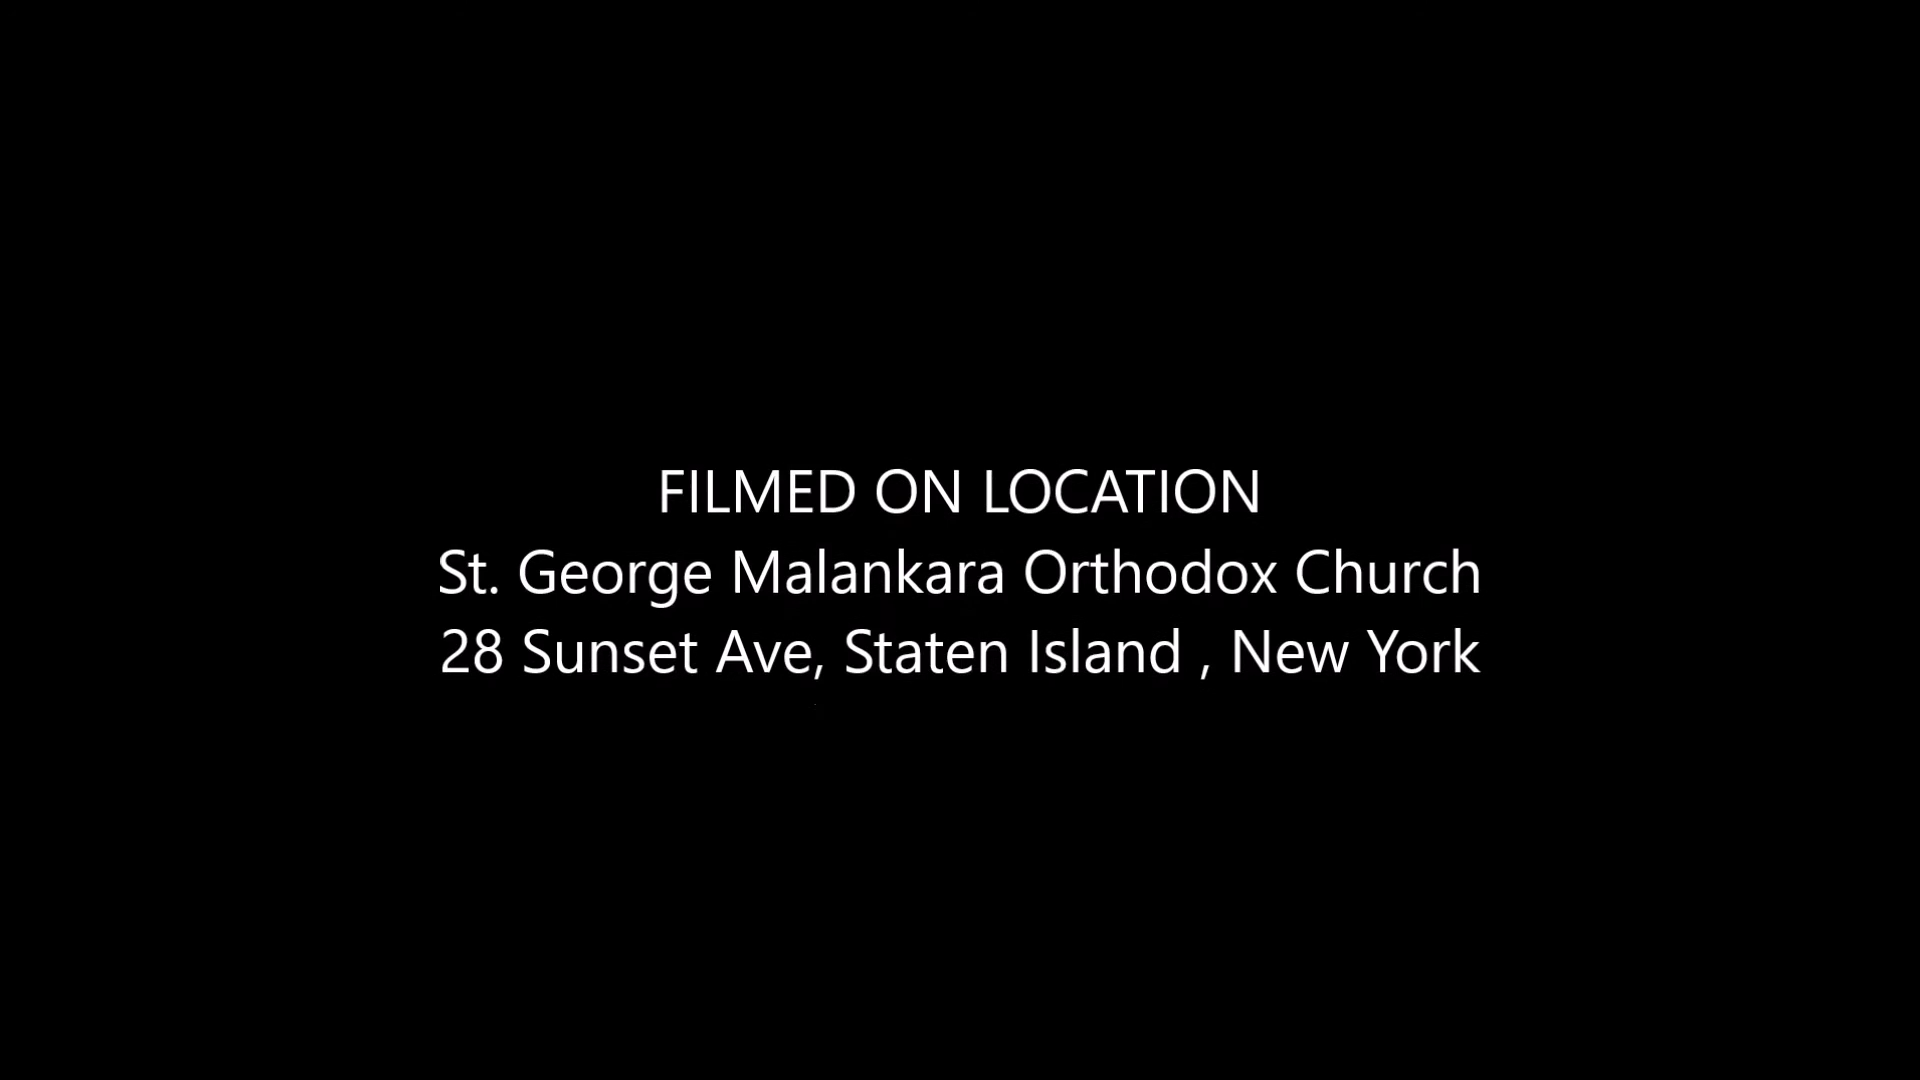 FILMED ON LOCATION
St. George Malankara Orthodox Church
28 Sunset Ave, Staten Island , New York